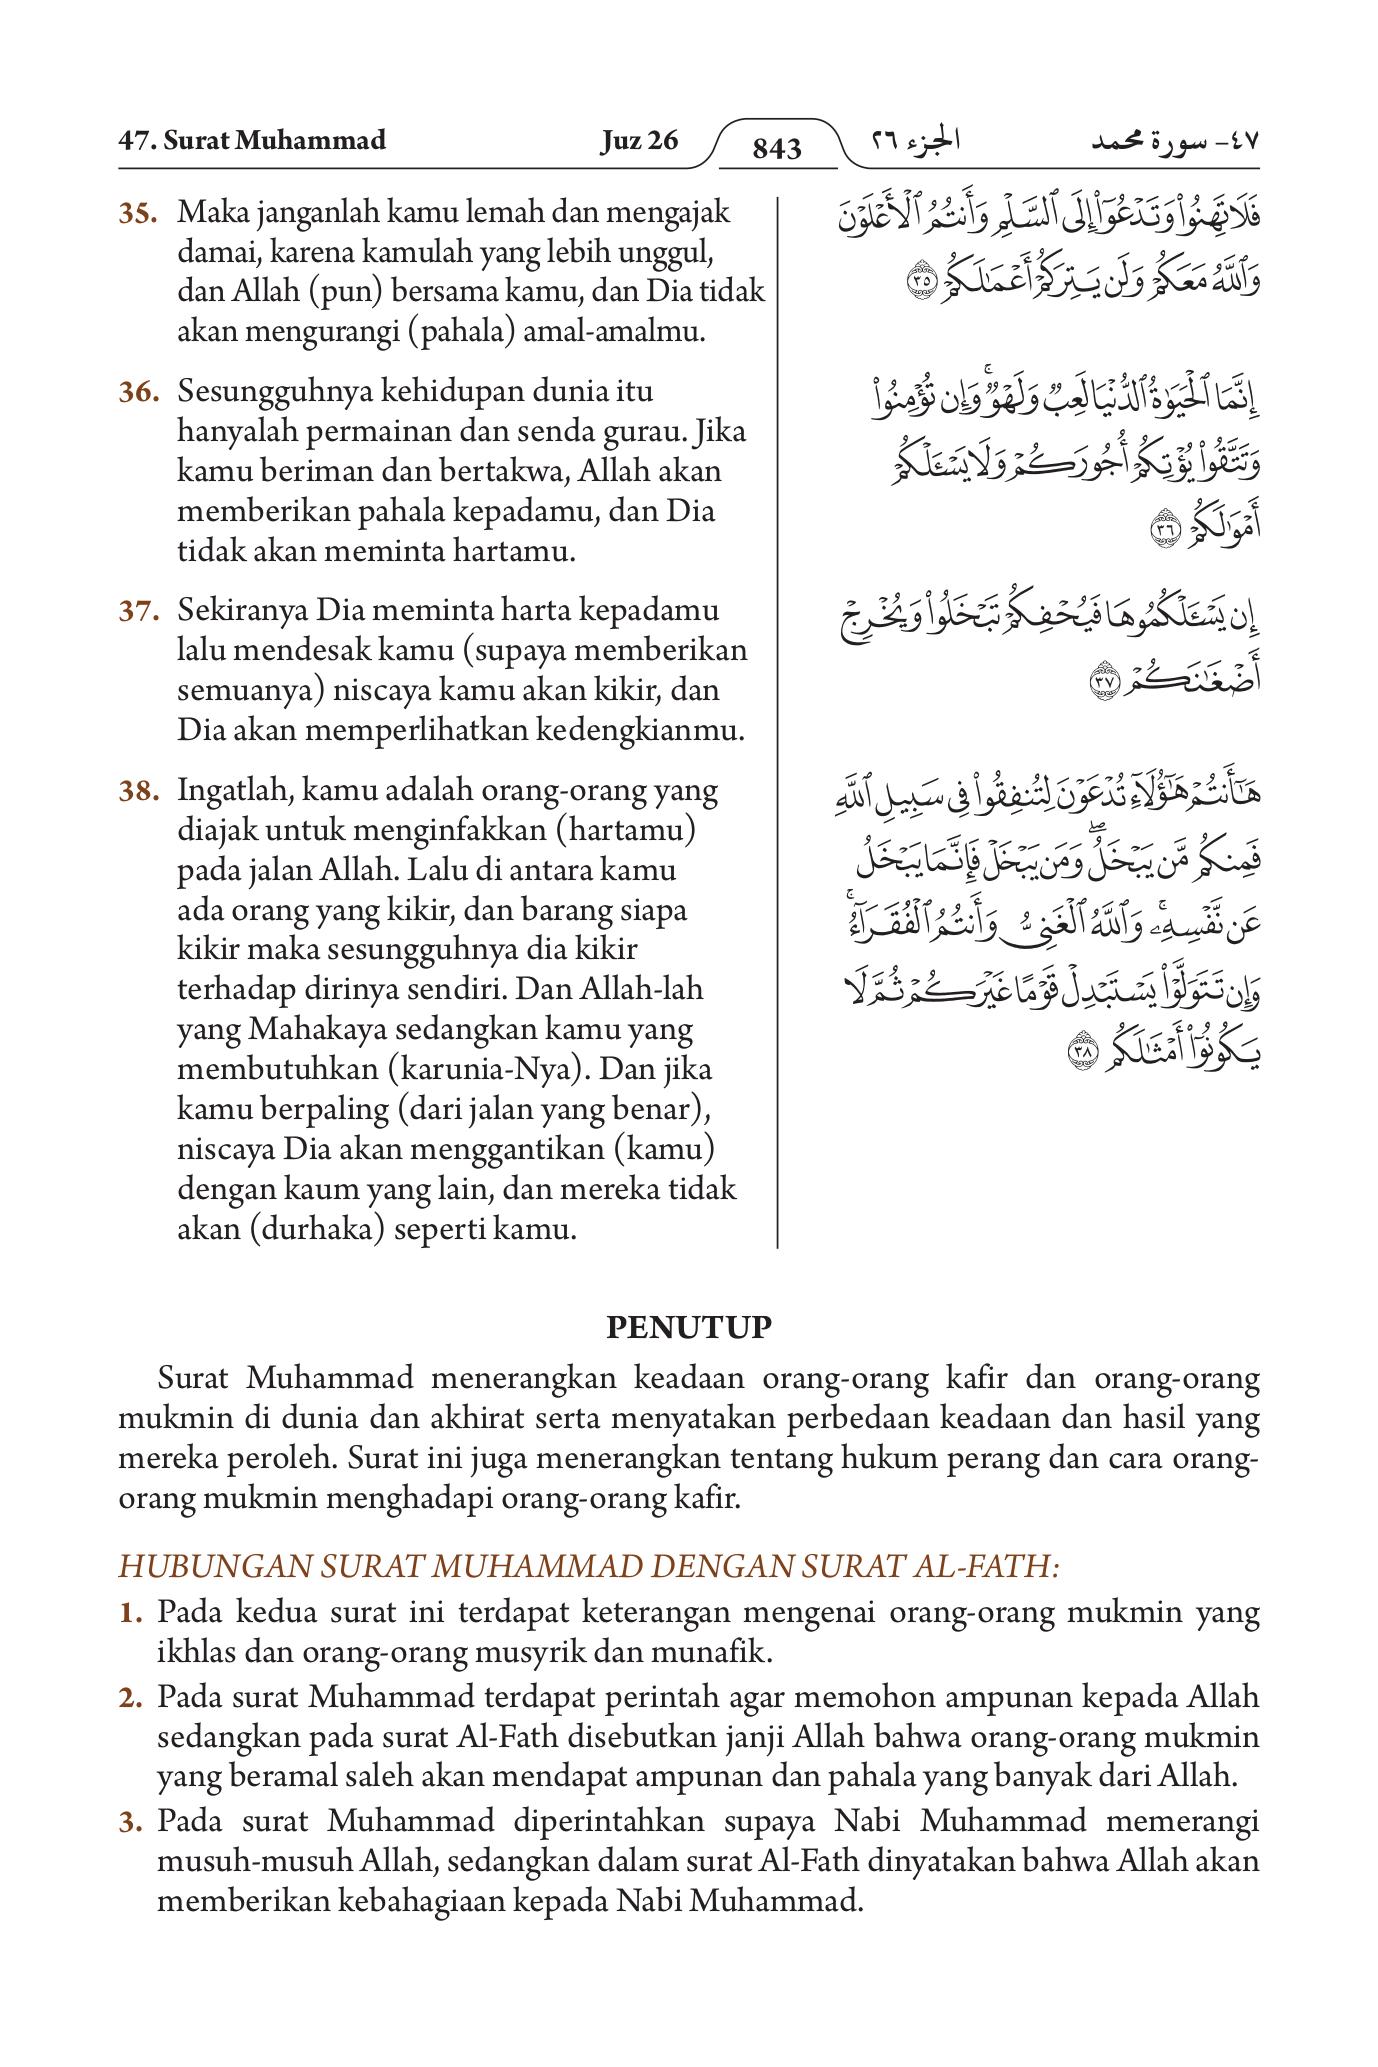 47. Surat Muhammad Juz 26 843 الجزء ٢٦ ٤٧- سورة محمد
35. Maka janganlah kamu lemah dan mengajak
damai, karena kamulah yang lebih unggul,
dan Allah (pun) bersama kamu, dan Dia tidak
akan mengurangi (pahala) amal-amalmu.
36. Sesungguhnya kehidupan dunia itu
hanyalah permainan dan senda gurau. Jika
kamu beriman dan bertakwa, Allah akan
memberikan pahala kepadamu, dan Dia
tidak akan meminta hartamu.
37. Sekiranya Dia meminta harta kepadamu
lalu mendesak kamu (supaya memberikan
semuanya) niscaya kamu akan kikir, dan
Dia akan memperlihatkan kedengkianmu.
38. Ingatlah, kamu adalah orang-orang yang
diajak untuk menginfakkan (hartamu)
pada jalan Allah. Lalu di antara kamu
ada orang yang kikir, dan barang siapa
kikir maka sesungguhnya dia kikir
terhadap dirinya sendiri. Dan Allah-lah
yang Mahakaya sedangkan kamu yang
membutuhkan (karunia-Nya). Dan jika
kamu berpaling (dari jalan yang benar),
niscaya Dia akan menggantikan (kamu)
dengan kaum yang lain, dan mereka tidak
akan (durhaka) seperti kamu.
فَلَا تَهِنُوا۟ وَتَدْعُوٓا۟ إِلَى ٱلسَّلْمِ وَأَنتُمُ ٱلْأَعْلَوْنَ
وَٱللَّهُ مَعَكُمْ وَلَن يَتِرَكُمْ أَعْمَٰلَكُمْ ٣٥
إِنَّمَا ٱلْحَيَوٰةُ ٱلدُّنْيَا لَعِبٌ وَلَهْوٌ ۚ وَإِن تُؤْمِنُوا۟
وَتَتَّقُوا۟ يُؤْتِكُمْ أُجُورَكُمْ وَلَا يَسْـَٔلْكُمْ
أَمْوَٰلَكُمْ ٣٦
إِن يَسْـَٔلْكُمُوهَا فَيُحْفِكُمْ تَبْخَلُوا۟ وَيُخْرِجْ
أَضْغَٰنَكُمْ ٣٧
هَٰٓأَنتُمْ هَٰٓؤُلَآءِ تُدْعَوْنَ لِتُنفِقُوا۟ فِى سَبِيلِ ٱللَّهِ
فَمِنكُم مَّن يَبْخَلُ ۖ وَمَن يَبْخَلْ فَإِنَّمَا يَبْخَلُ
عَن نَّفْسِهِۦ ۚ وَٱللَّهُ ٱلْغَنِىُّ وَأَنتُمُ ٱلْفُقَرَآءُ ۚ
وَإِن تَتَوَلَّوْا۟ يَسْتَبْدِلْ قَوْمًا غَيْرَكُمْ ثُمَّ لَا
يَكُونُوٓا۟ أَمْثَٰلَكُم ٣٨
PENUTUP
Surat Muhammad menerangkan keadaan orang-orang kafir dan orang-orang
mukmin di dunia dan akhirat serta menyatakan perbedaan keadaan dan hasil yang
mereka peroleh. Surat ini juga menerangkan tentang hukum perang dan cara orang-
orang mukmin menghadapi orang-orang kafir.
HUBUNGAN SURAT MUHAMMAD DENGAN SURAT AL-FATH:
1. Pada kedua surat ini terdapat keterangan mengenai orang-orang mukmin yang
ikhlas dan orang-orang musyrik dan munafik.
2. Pada surat Muhammad terdapat perintah agar memohon ampunan kepada Allah
sedangkan pada surat Al-Fath disebutkan janji Allah bahwa orang-orang mukmin
yang beramal saleh akan mendapat ampunan dan pahala yang banyak dari Allah.
3. Pada surat Muhammad diperintahkan supaya Nabi Muhammad memerangi
musuh-musuh Allah, sedangkan dalam surat Al-Fath dinyatakan bahwa Allah akan
memberikan kebahagiaan kepada Nabi Muhammad.